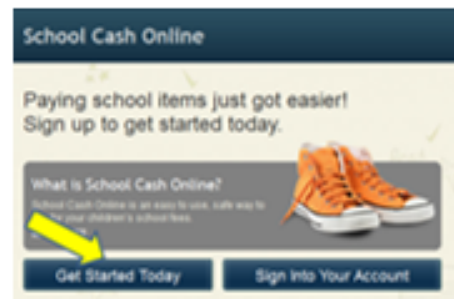 School Cash Online
Paying school items just got easier!
Sign up to get started today.
What is School Cash Online?
School Cash Online is an easy to use, safe way to
your children's school fees.
Get Started Today
Sign Into Your Account